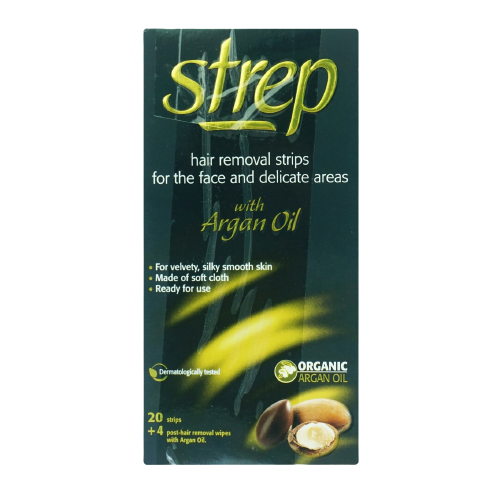 strep
hair removal strips
for the face and delicate areas
with
Argan Oil
• For velvety, silky smooth skin
• Made of soft cloth
• Ready for use
Dermatologically tested
ORGANIC
ARGAN OIL
20 strips
+4 post-hair removal wipes
with Argan Oil.